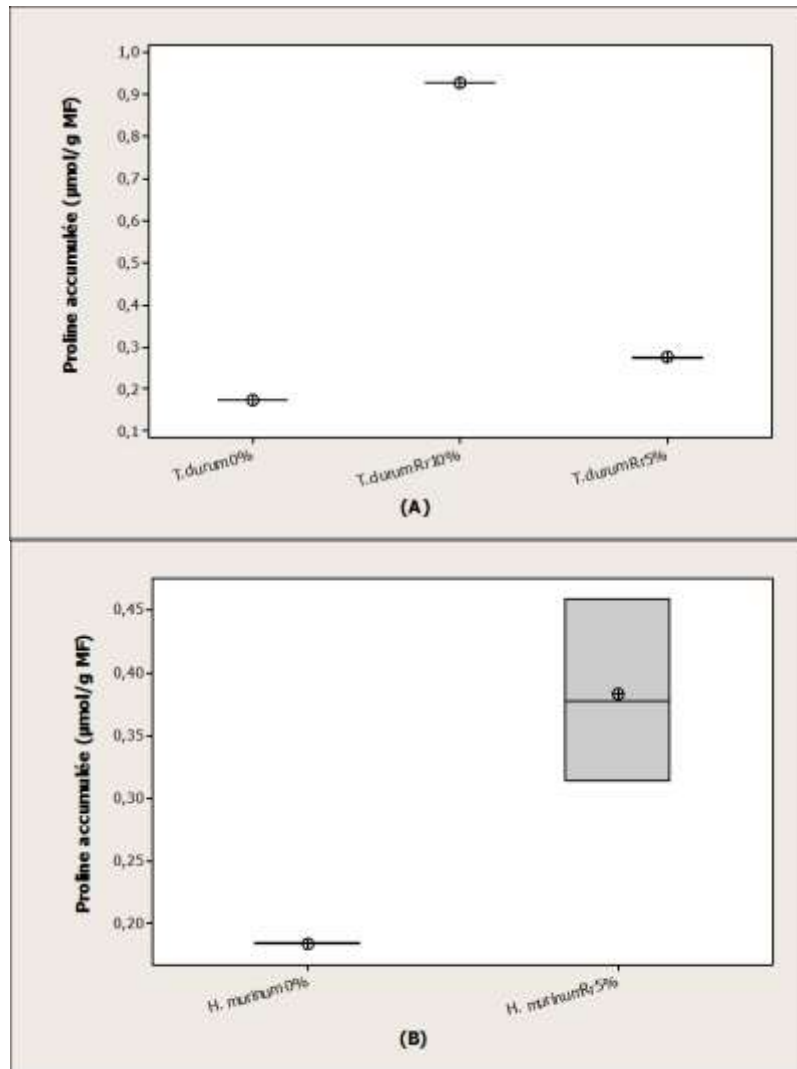 Proline accumulée (µmol/g MF)
1,0
0,9
0,8
0,7
0,6
0,5
0,4
0,3
0,2
0,1
T.durum0%
T.durumRr10%
T.durumRr5%
(A)
Proline accumulée (µmol/g MF)
0,45
0,40
0,35
0,30
0,25
0,20
H. murinum0%
H. murinumRr5%
(B)